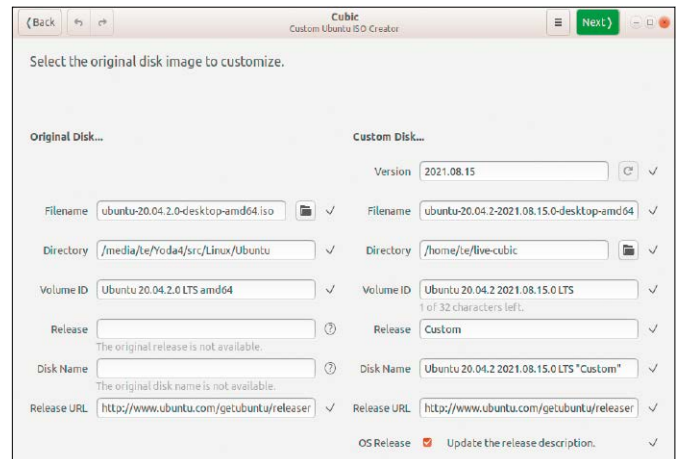 Back
Cubic
Custom Ubuntu ISO Creator
Next
Select the original disk image to customize.
Original Disk...
Custom Disk...
Version 2021.08.15
Filename ubuntu-20.04.2.0-desktop-amd64.iso
Filename ubuntu-20.04.2-2021.08.15.0-desktop-amd64
Directory /media/te/Yoda4/src/Linux/Ubuntu
Directory /home/te/live-cubic
Volume ID Ubuntu 20.04.2.0 LTS amd64
Volume ID Ubuntu 20.04.2 2021.08.15.0 LTS
1 of 32 characters left.
Release
The original release is not available.
Release Custom
Disk Name
The original disk name is not available.
Disk Name Ubuntu 20.04.2 2021.08.15.0 LTS "Custom"
Release URL http://www.ubuntu.com/getubuntu/releaser
Release URL http://www.ubuntu.com/getubuntu/releaser
OS Release Update the release description.